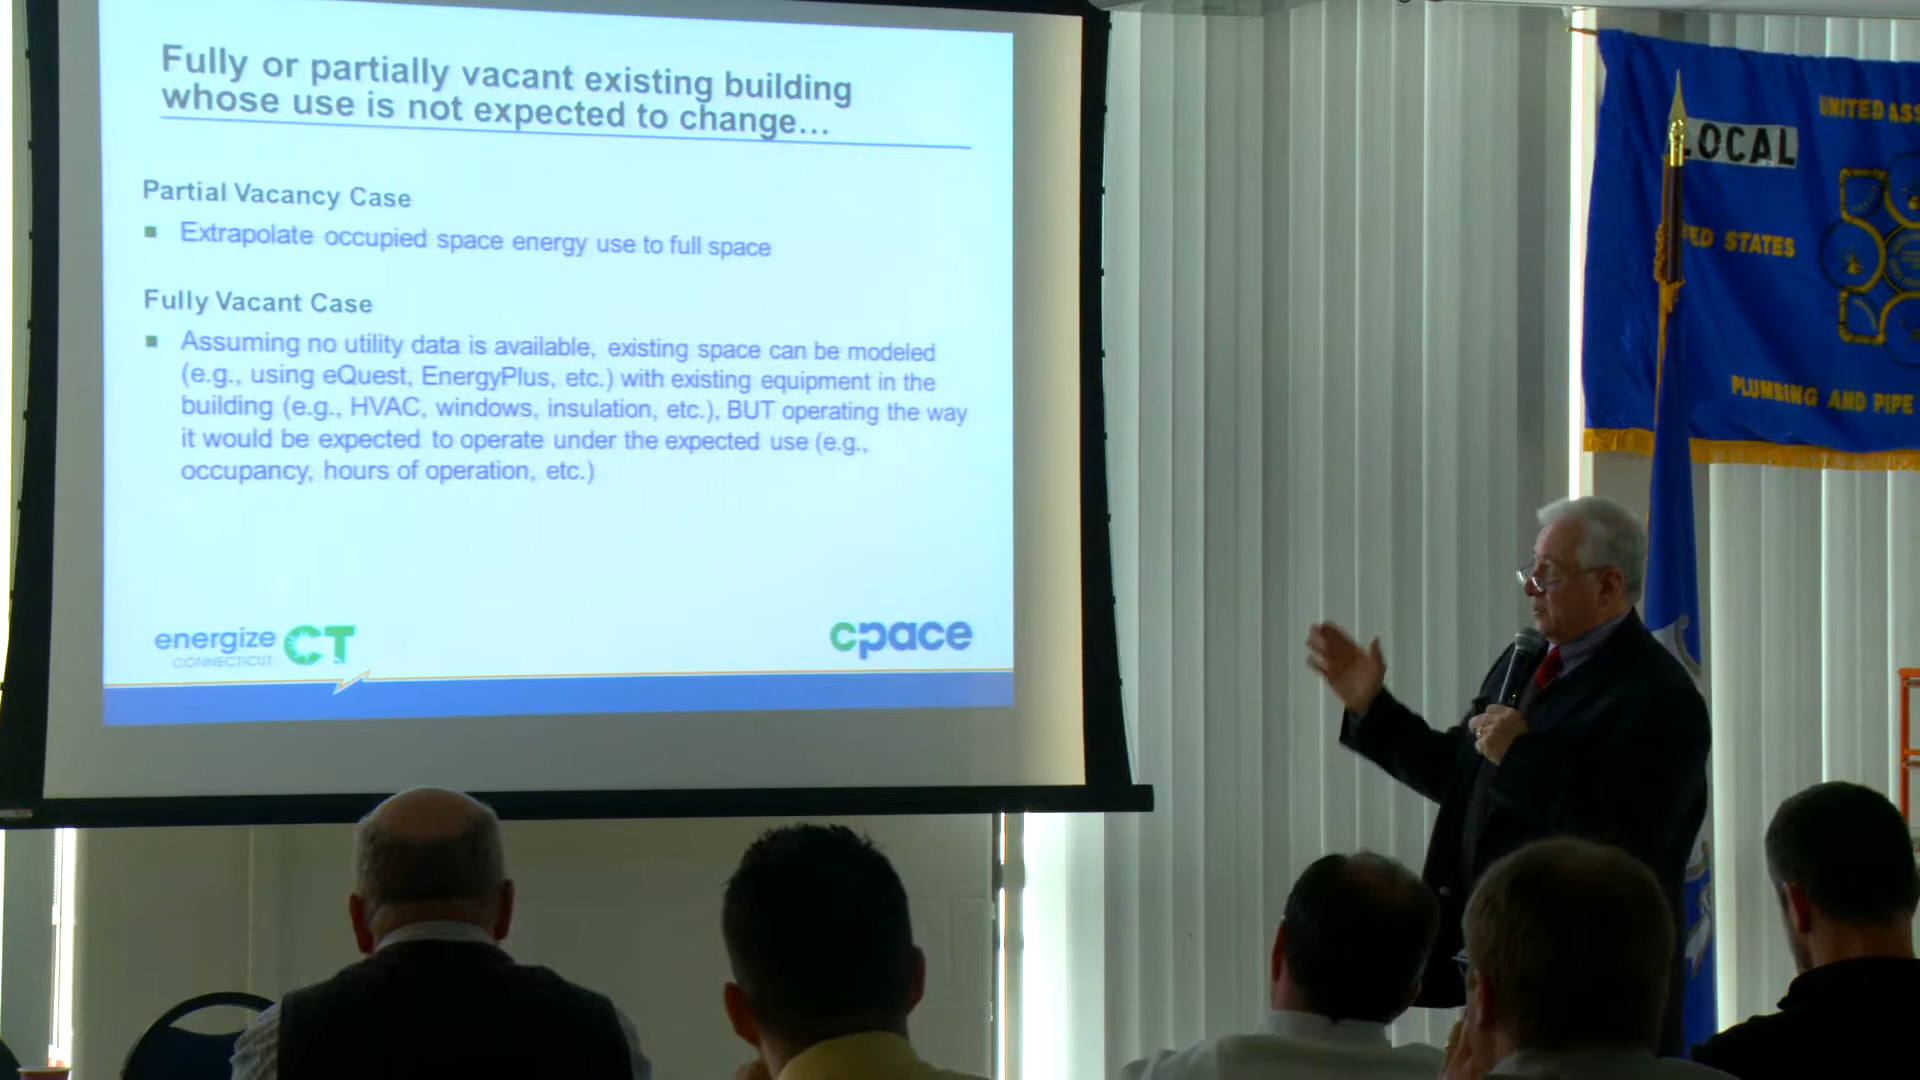 Fully or partially vacant existing building
whose use is not expected to change...
Partial Vacancy Case
Extrapolate occupied space energy use to full space
Fully Vacant Case
Assuming no utility data is available, existing space can be modeled
(e.g., using eQuest, EnergyPlus, etc.) with existing equipment in the
building (e.g., HVAC, windows, insulation, etc.), BUT operating the way
it would be expected to operate under the expected use (e.g.,
occupancy, hours of operation, etc.)
energize CT
CONNECTICUT
cpace
UNITED ASS
LOCAL
ED STATES
PLUMBING AND PIPE